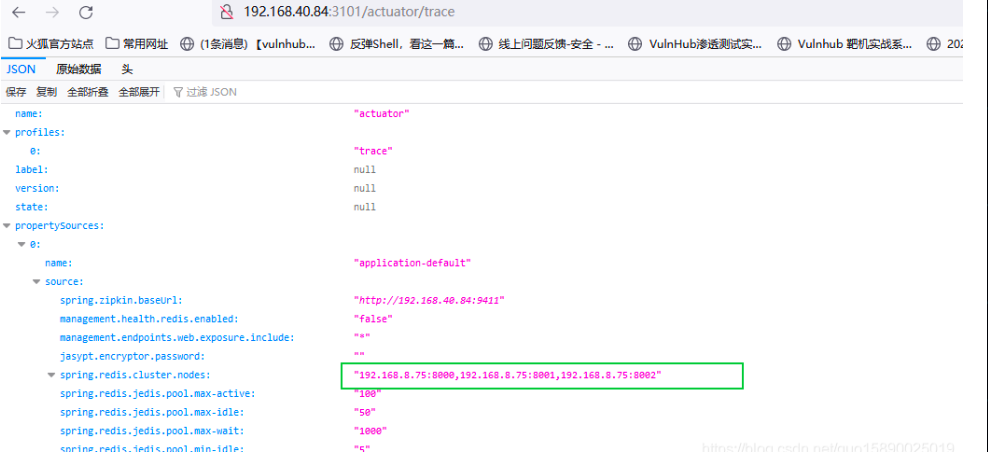 192.168.40.84:3101/actuator/trace
火狐官方站点 常用网址 (1条消息) 【vulnhub... 反弹Shell，看这一篇... 线上问题反馈-安全 - ... VulnHub渗透测试实... Vulnhub 靶机实战系... 202
JSON 原始数据 头
保存 复制 全部折叠 全部展开 过滤 JSON
name: "actuator"
profiles:
0: "trace"
label: null
version: null
state: null
propertySources:
0:
name: "application-default"
source:
spring.zipkin.baseUrl: "http://192.168.40.84:9411"
management.health.redis.enabled: "false"
management.endpoints.web.exposure.include: "*"
jasypt.encryptor.password: ""
spring.redis.cluster.nodes: "192.168.8.75:8000,192.168.8.75:8001,192.168.8.75:8002"
spring.redis.jedis.pool.max-active: "100"
spring.redis.jedis.pool.max-idle: "50"
spring.redis.jedis.pool.max-wait: "1000"
spring.redis.jedis.pool.min-idle: "5"